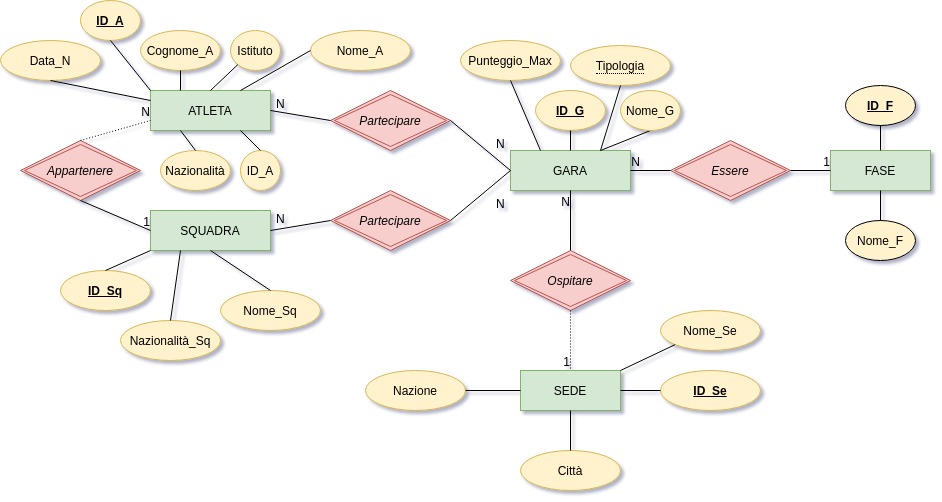 ID_A
Data_N
Cognome_A
Istituto
Nome_A
ATLETA
N
N
Partecipare
Nazionalità
ID_A
Appartenere
1
SQUADRA
N
Partecipare
ID_Sq
Nazionalità_Sq
Nome_Sq
Punteggio_Max
Tipologia
ID_G
Nome_G
N
N
GARA
N
N
Essere
1
FASE
ID_F
Nome_F
Ospitare
1
SEDE
Nome_Se
Nazione
ID_Se
Città